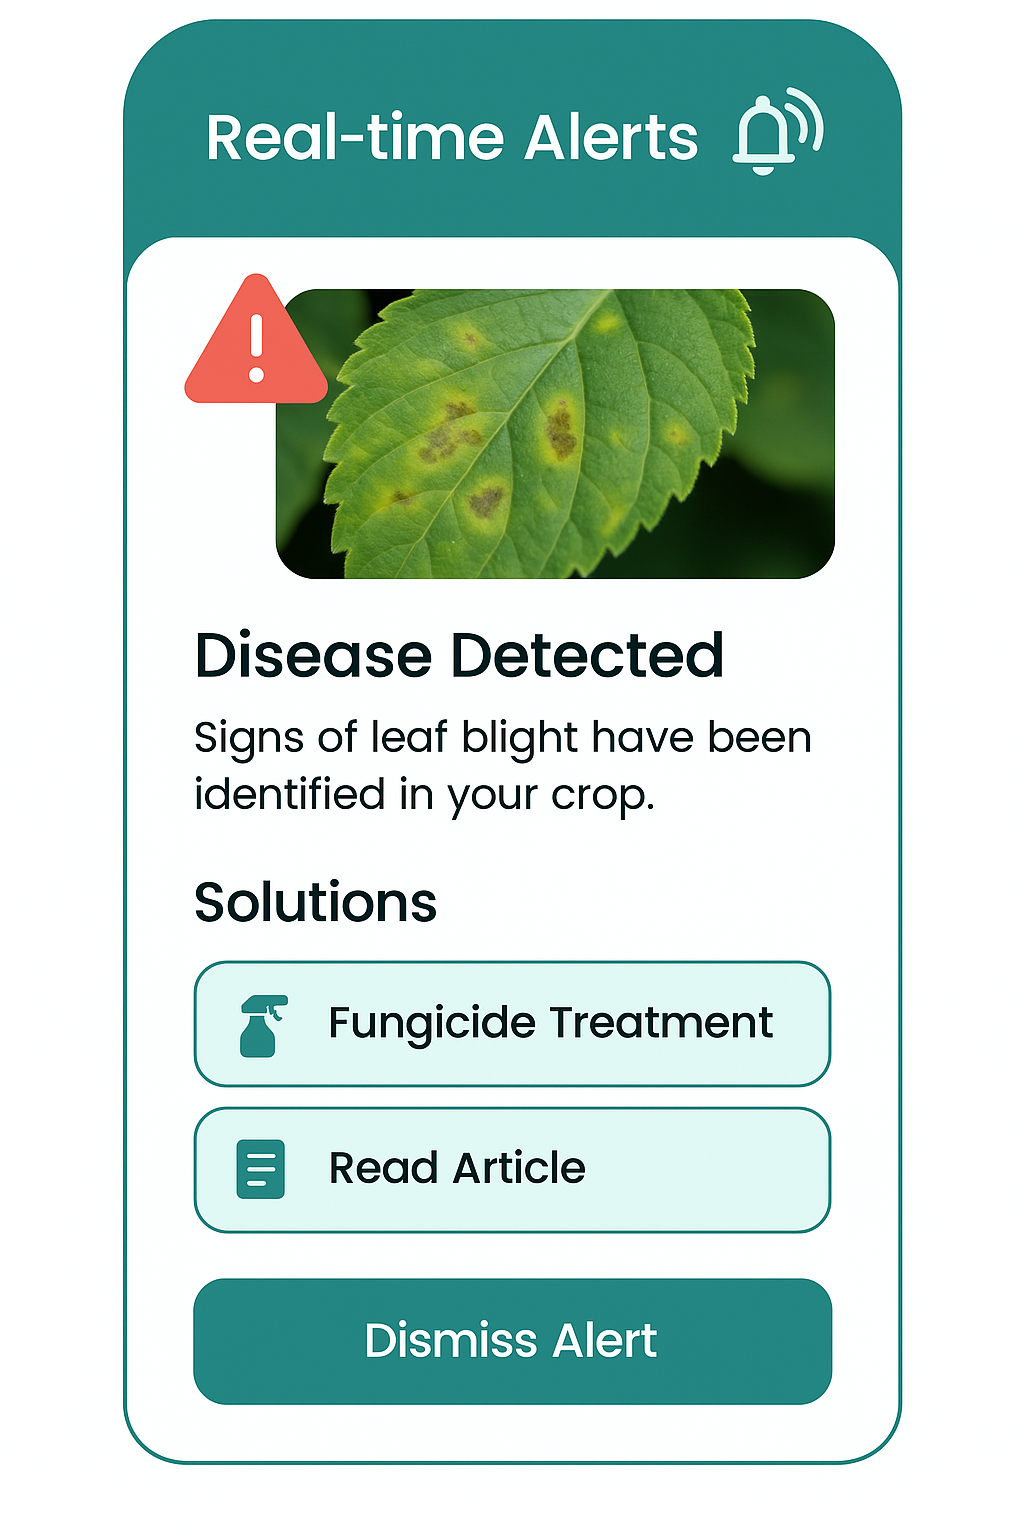 Real-time Alerts
Disease Detected
Signs of leaf blight have been
identified in your crop.
Solutions
Fungicide Treatment
Read Article
Dismiss Alert